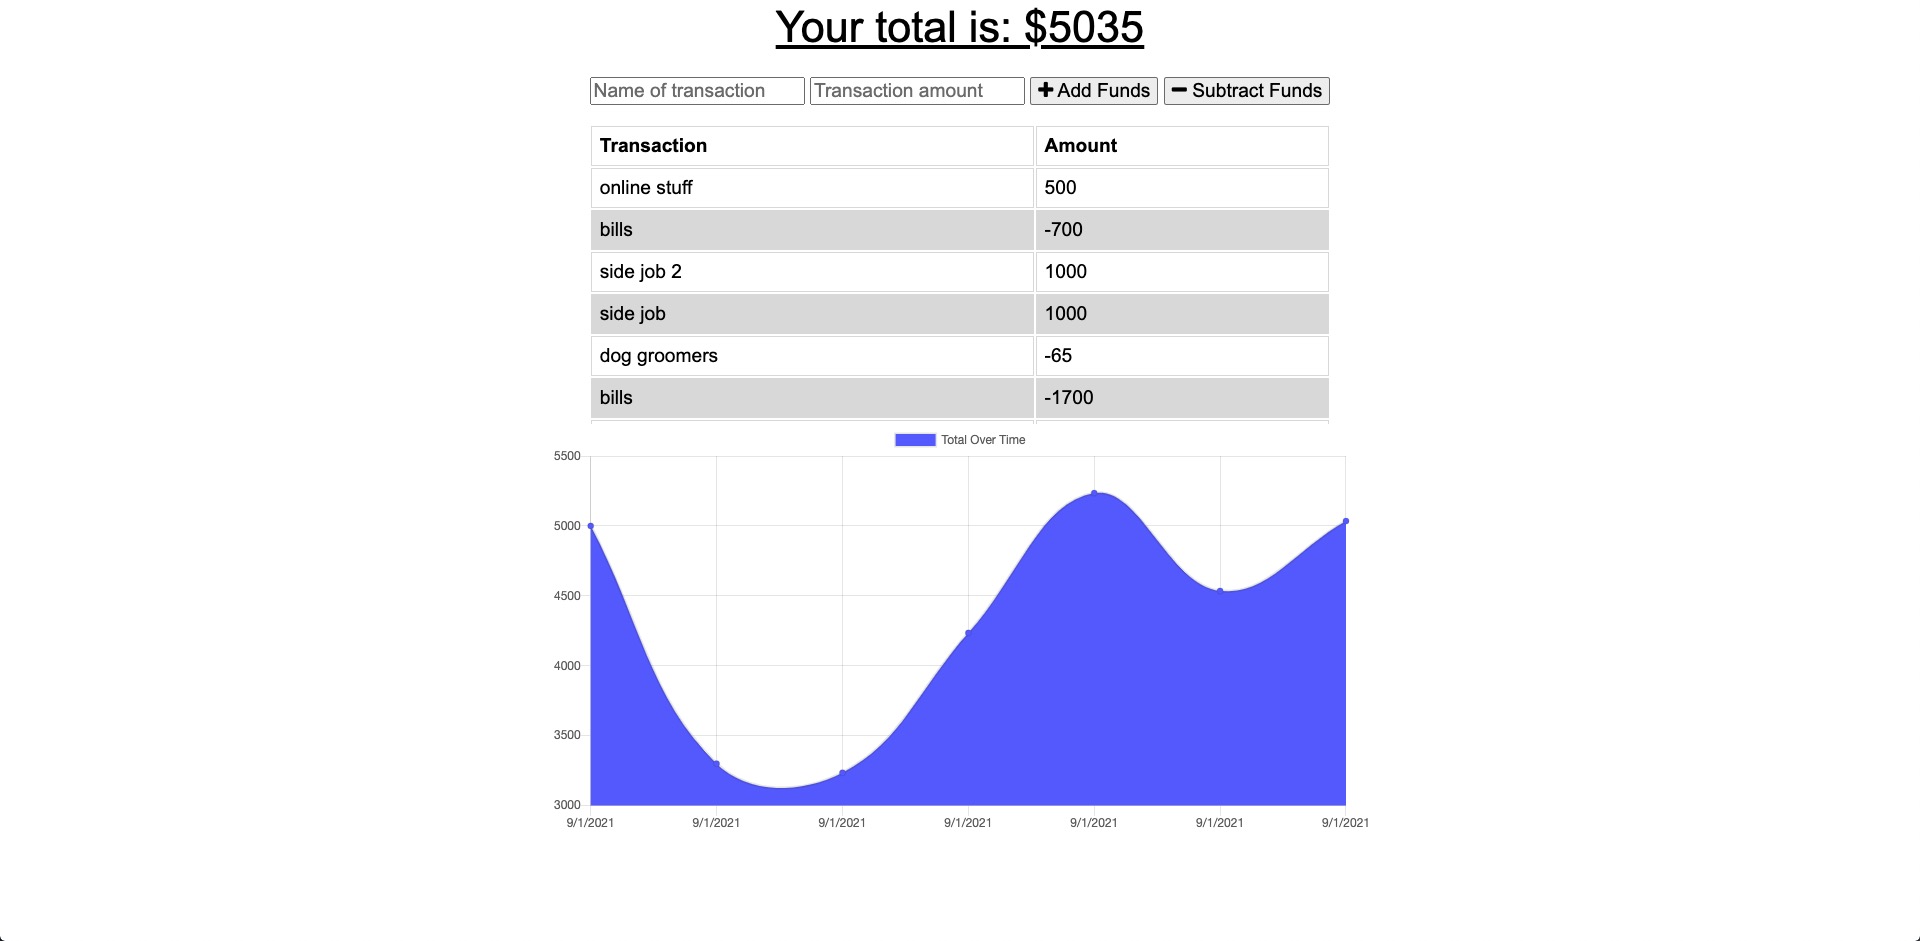 Your total is: $5035
Name of transaction Transaction amount Add Funds Subtract Funds
Transaction Amount
online stuff 500
bills -700
side job 2 1000
side job 1000
dog groomers -65
bills -1700
Total Over Time
5500
5000
4500
4000
3500
3000
9/1/2021 9/1/2021 9/1/2021 9/1/2021 9/1/2021 9/1/2021 9/1/2021